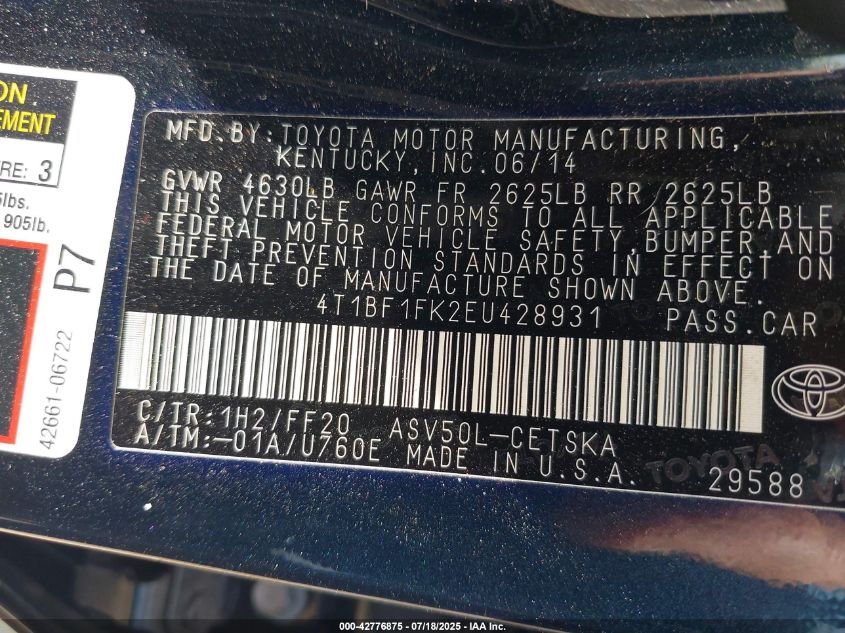 ON
EMENT
RE: 3
lbs.
905lb.
P7
42661-06722
MFD.BY:TOYOTA MOTOR MANUFACTURING,
KENTUCKY,INC.06/14
GVWR 4630LB GAWR FR 2625LB RR 2625LB
THIS VEHICLE CONFORMS TO ALL APPLICABLE
FEDERAL MOTOR VEHICLE SAFETY,BUMPER,AND
THEFT PREVENTION STANDARDS IN EFFECT ON
THE DATE OF MANUFACTURE SHOWN ABOVE.
4T1BF1FK2EU428931 PASS.CAR
C/TR:1H2/FF20 ASV50L-CETSKA
A/TM:-01A/U760E MADE IN U.S.A.
TOYOTA
29588
000-42776875 - 07/18/2025 - IAA Inc.